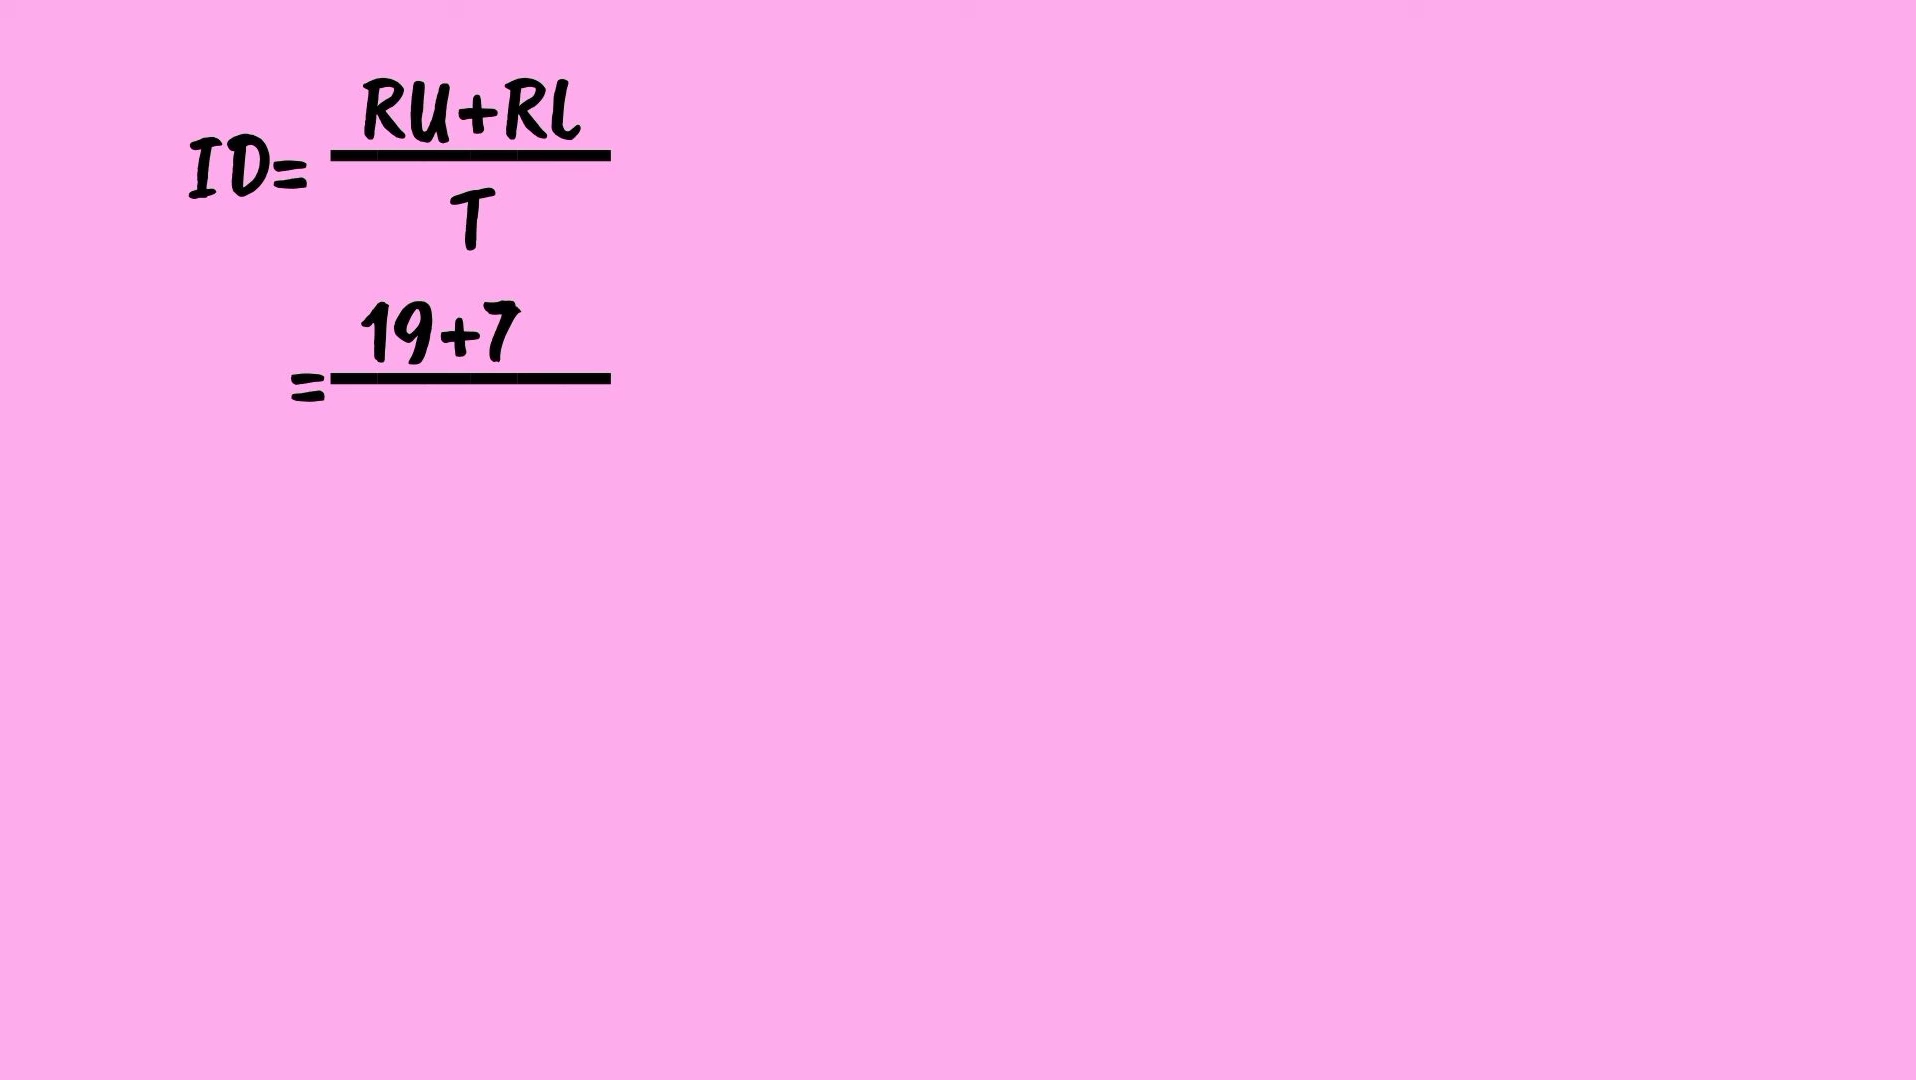 RU+RL
ID=
T
19+7
=